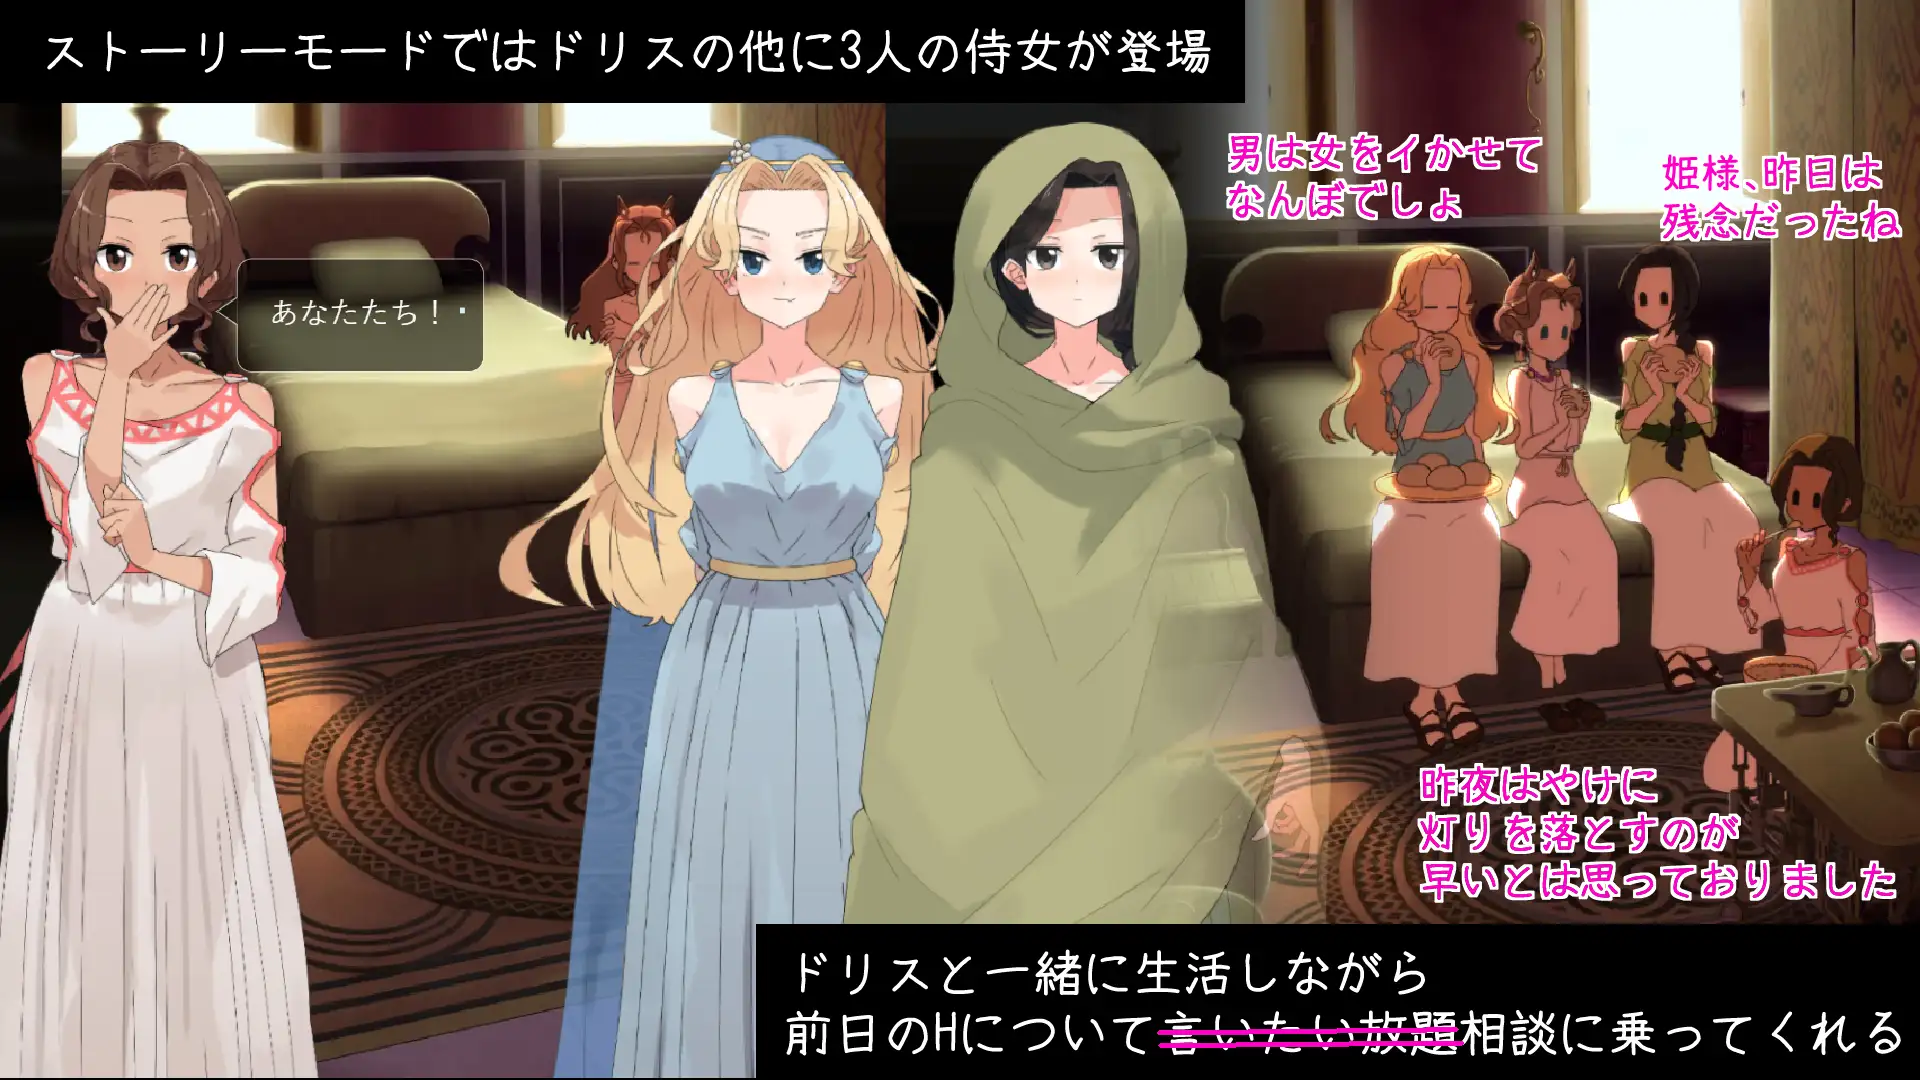 ストーリーモードではドリスの他に3人の侍女が登場
男は女をイかせて
なんぼでしょ
姫様、昨日は
残念だったね
あなたたち！
昨夜はやけに
灯りを落とすのが
早いとは思っておりました
ドリスと一緒に生活しながら
前日のHについて言いたい放題相談に乗ってくれる